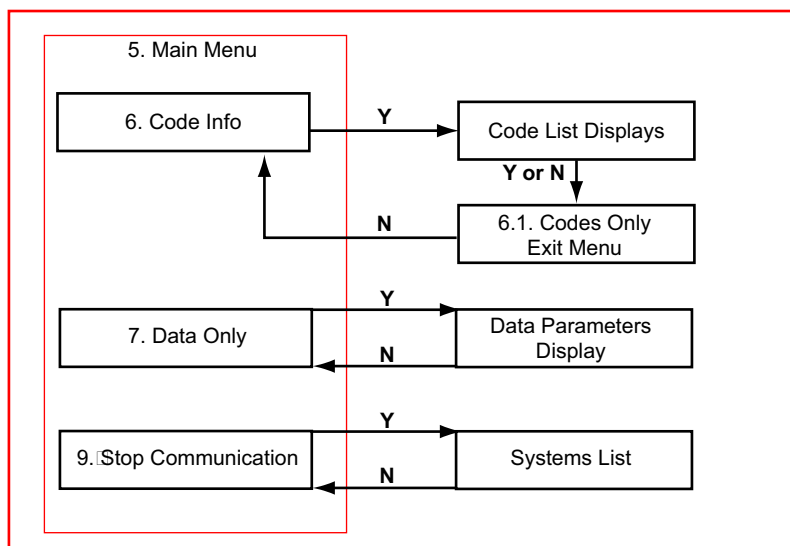 5. Main Menu
6. Code Info
Y
Code List Displays
Y or N
N
6.1. Codes Only
Exit Menu
Y
7. Data Only
Data Parameters
Display
N
Y
9. Stop Communication
Systems List
N